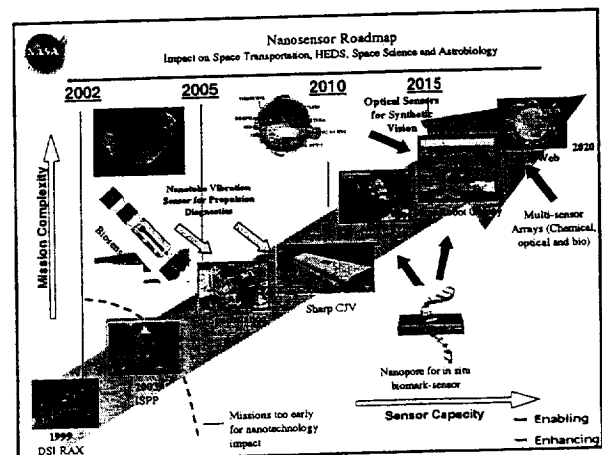 NASA
Nanosensor Roadmap
Impact on Space Transportation, HEDS, Space Science and Astrobiology
2002
2005
2010
2015
2020
Optical Sensors
for Synthetic
Vision
Nanotube Vibration
Sensor for Propulsion
Diagnostics
Mission Complexity
Web
Multi-sensor
Arrays (Chemical,
optical and bio)
Sharp CJV
2003
ISPP
1999
DSI RAX
Missions too early
for nanotechnology
impact
Nanopore for in situ
biomark-sensor
Sensor Capacity
Enabling
Enhancing